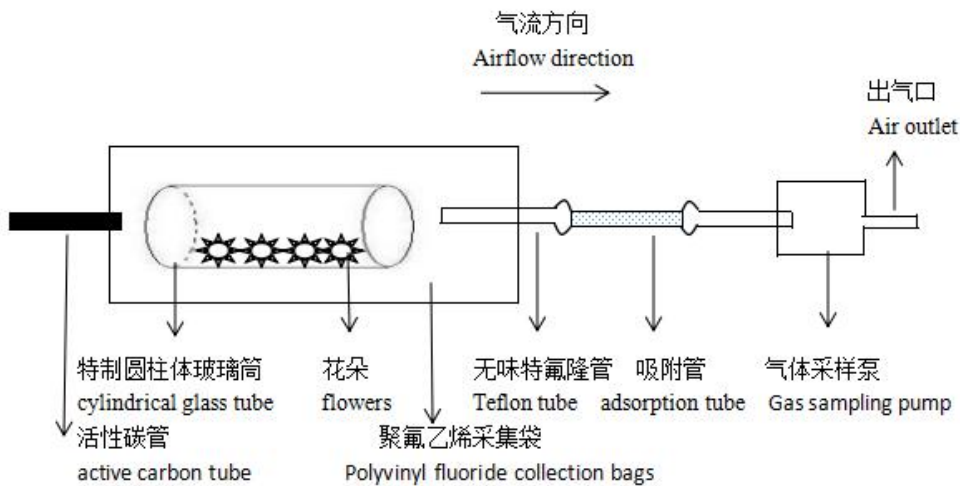 气流方向
Airflow direction
出气口
Air outlet
特制圆柱体玻璃筒
cylindrical glass tube
花朵
flowers
无味特氟隆管
Teflon tube
吸附管
adsorption tube
气体采样泵
Gas sampling pump
活性碳管
active carbon tube
聚氟乙烯采集袋
Polyvinyl fluoride collection bags